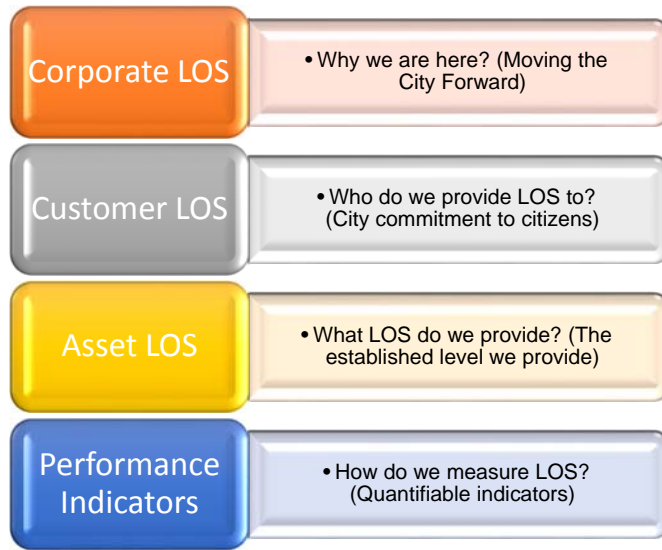 Corporate LOS
• Why we are here? (Moving the
City Forward)
Customer LOS
• Who do we provide LOS to?
(City commitment to citizens)
Asset LOS
• What LOS do we provide? (The
established level we provide)
Performance
Indicators
• How do we measure LOS?
(Quantifiable indicators)